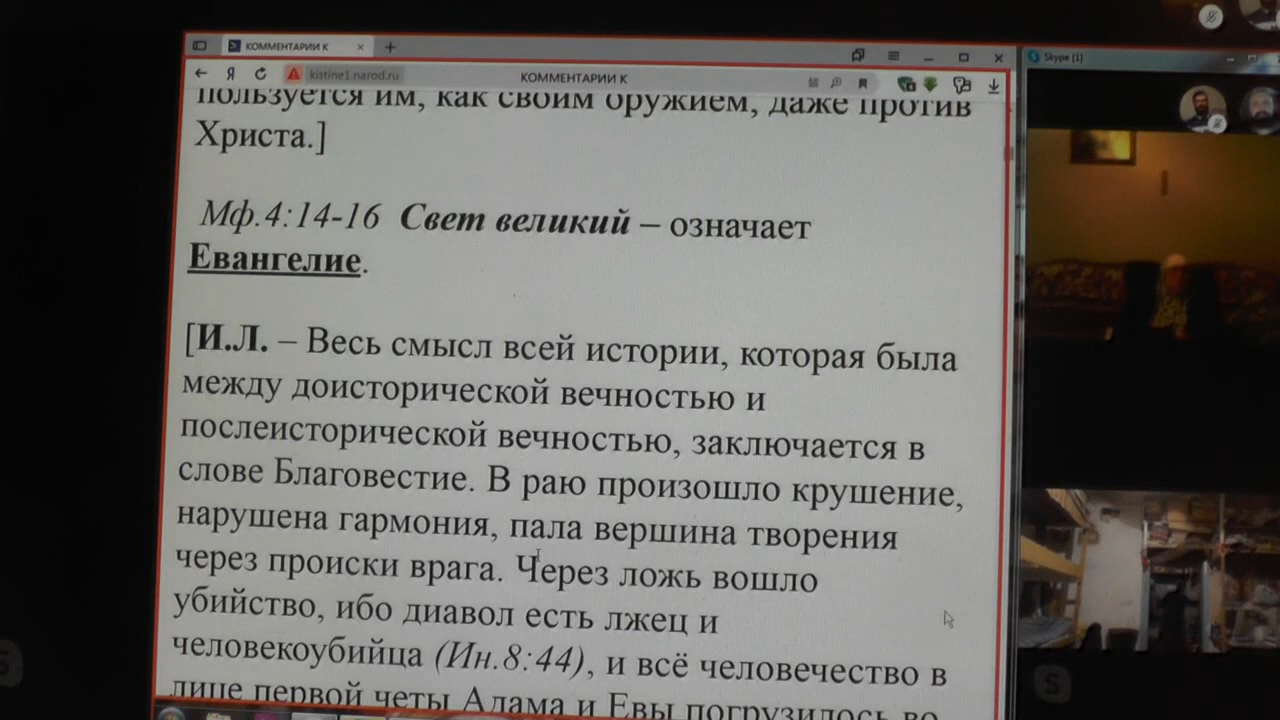 КОММЕНТАРИИ К
Skype [1]
Я
kistine1.narod.ru
КОММЕНТАРИИ К
пользуется им, как своим оружием, даже против
Христа.]
Мф.4:14-16 Свет великий – означает
Евангелие.
[И.Л. – Весь смысл всей истории, которая была
между доисторической вечностью и
послеисторической вечностью, заключается в
слове Благовестие. В раю произошло крушение,
нарушена гармония, пала вершина творения
через происки врага. Через ложь вошло
убийство, ибо диавол есть лжец и
человекоубийца (Ин.8:44), и всё человечество в
лице первой четы Адама и Евы погрузилось во
S
S